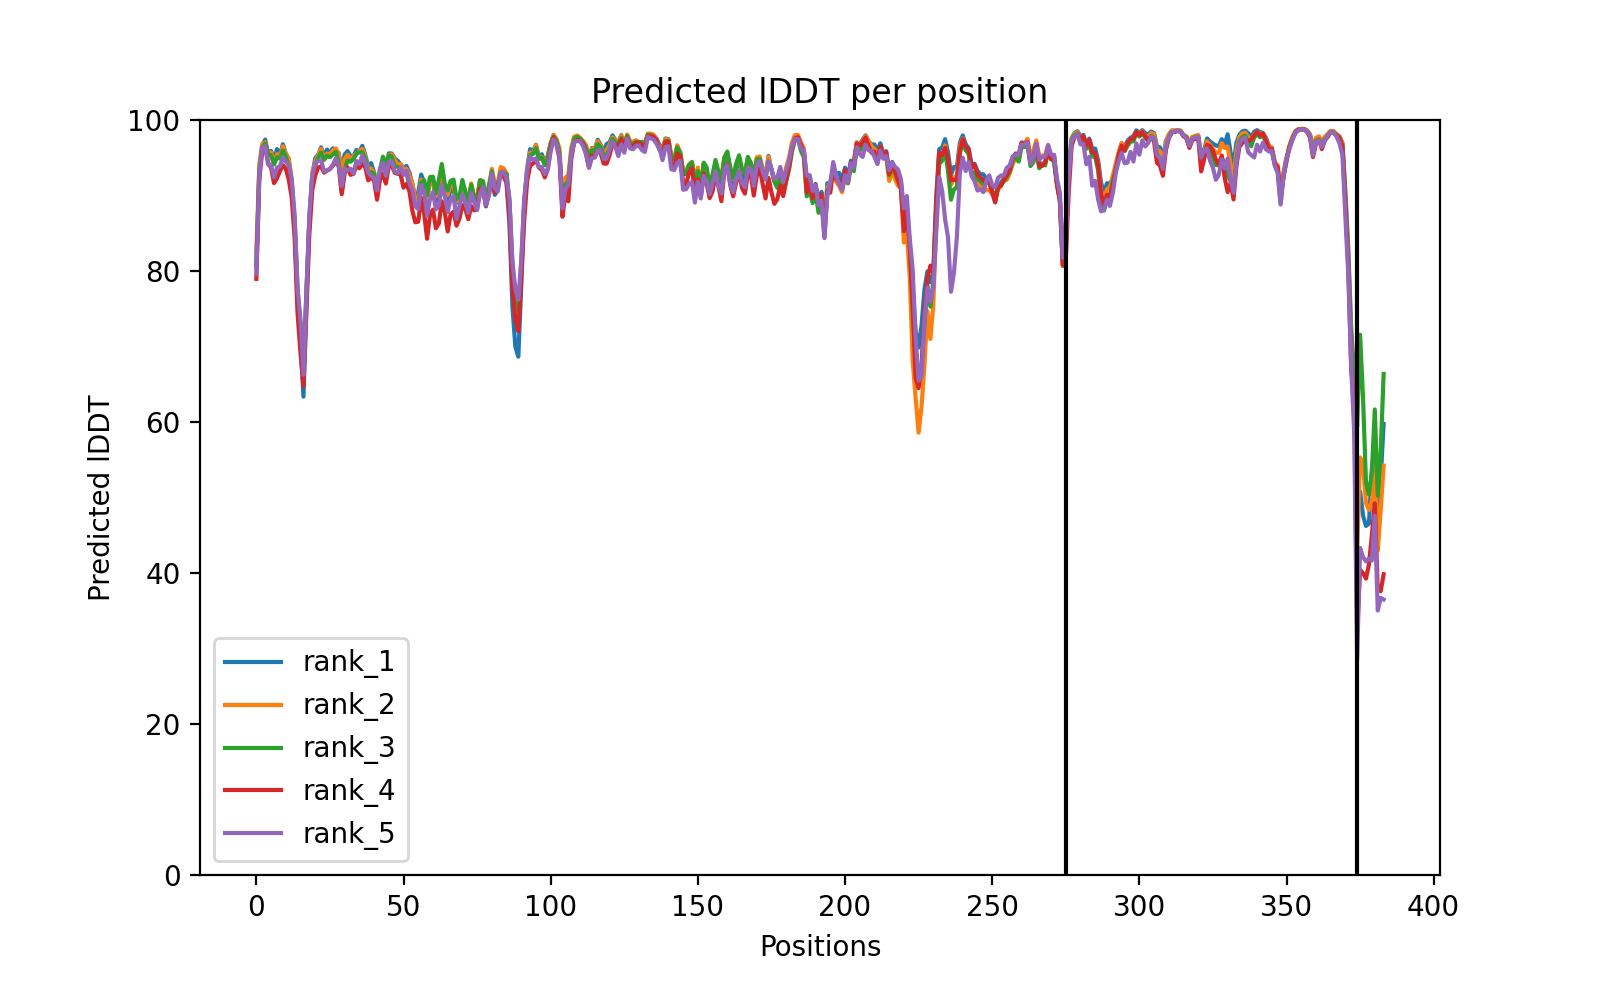 Predicted lDDT per position
100
80
60
40
20
0
Predicted lDDT
rank_1
rank_2
rank_3
rank_4
rank_5
0 50 100 150 200 250 300 350 400
Positions